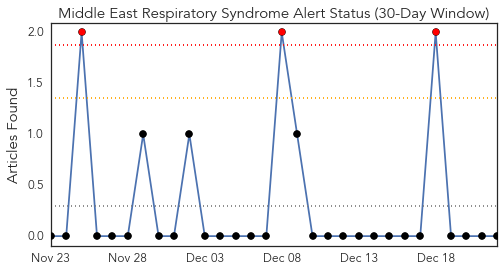 Middle East Respiratory Syndrome Alert Status (30-Day Window)
Articles Found
2.0
1.5
1.0
0.5
0.0
Nov 23 Nov 28 Dec 03 Dec 08 Dec 13 Dec 18